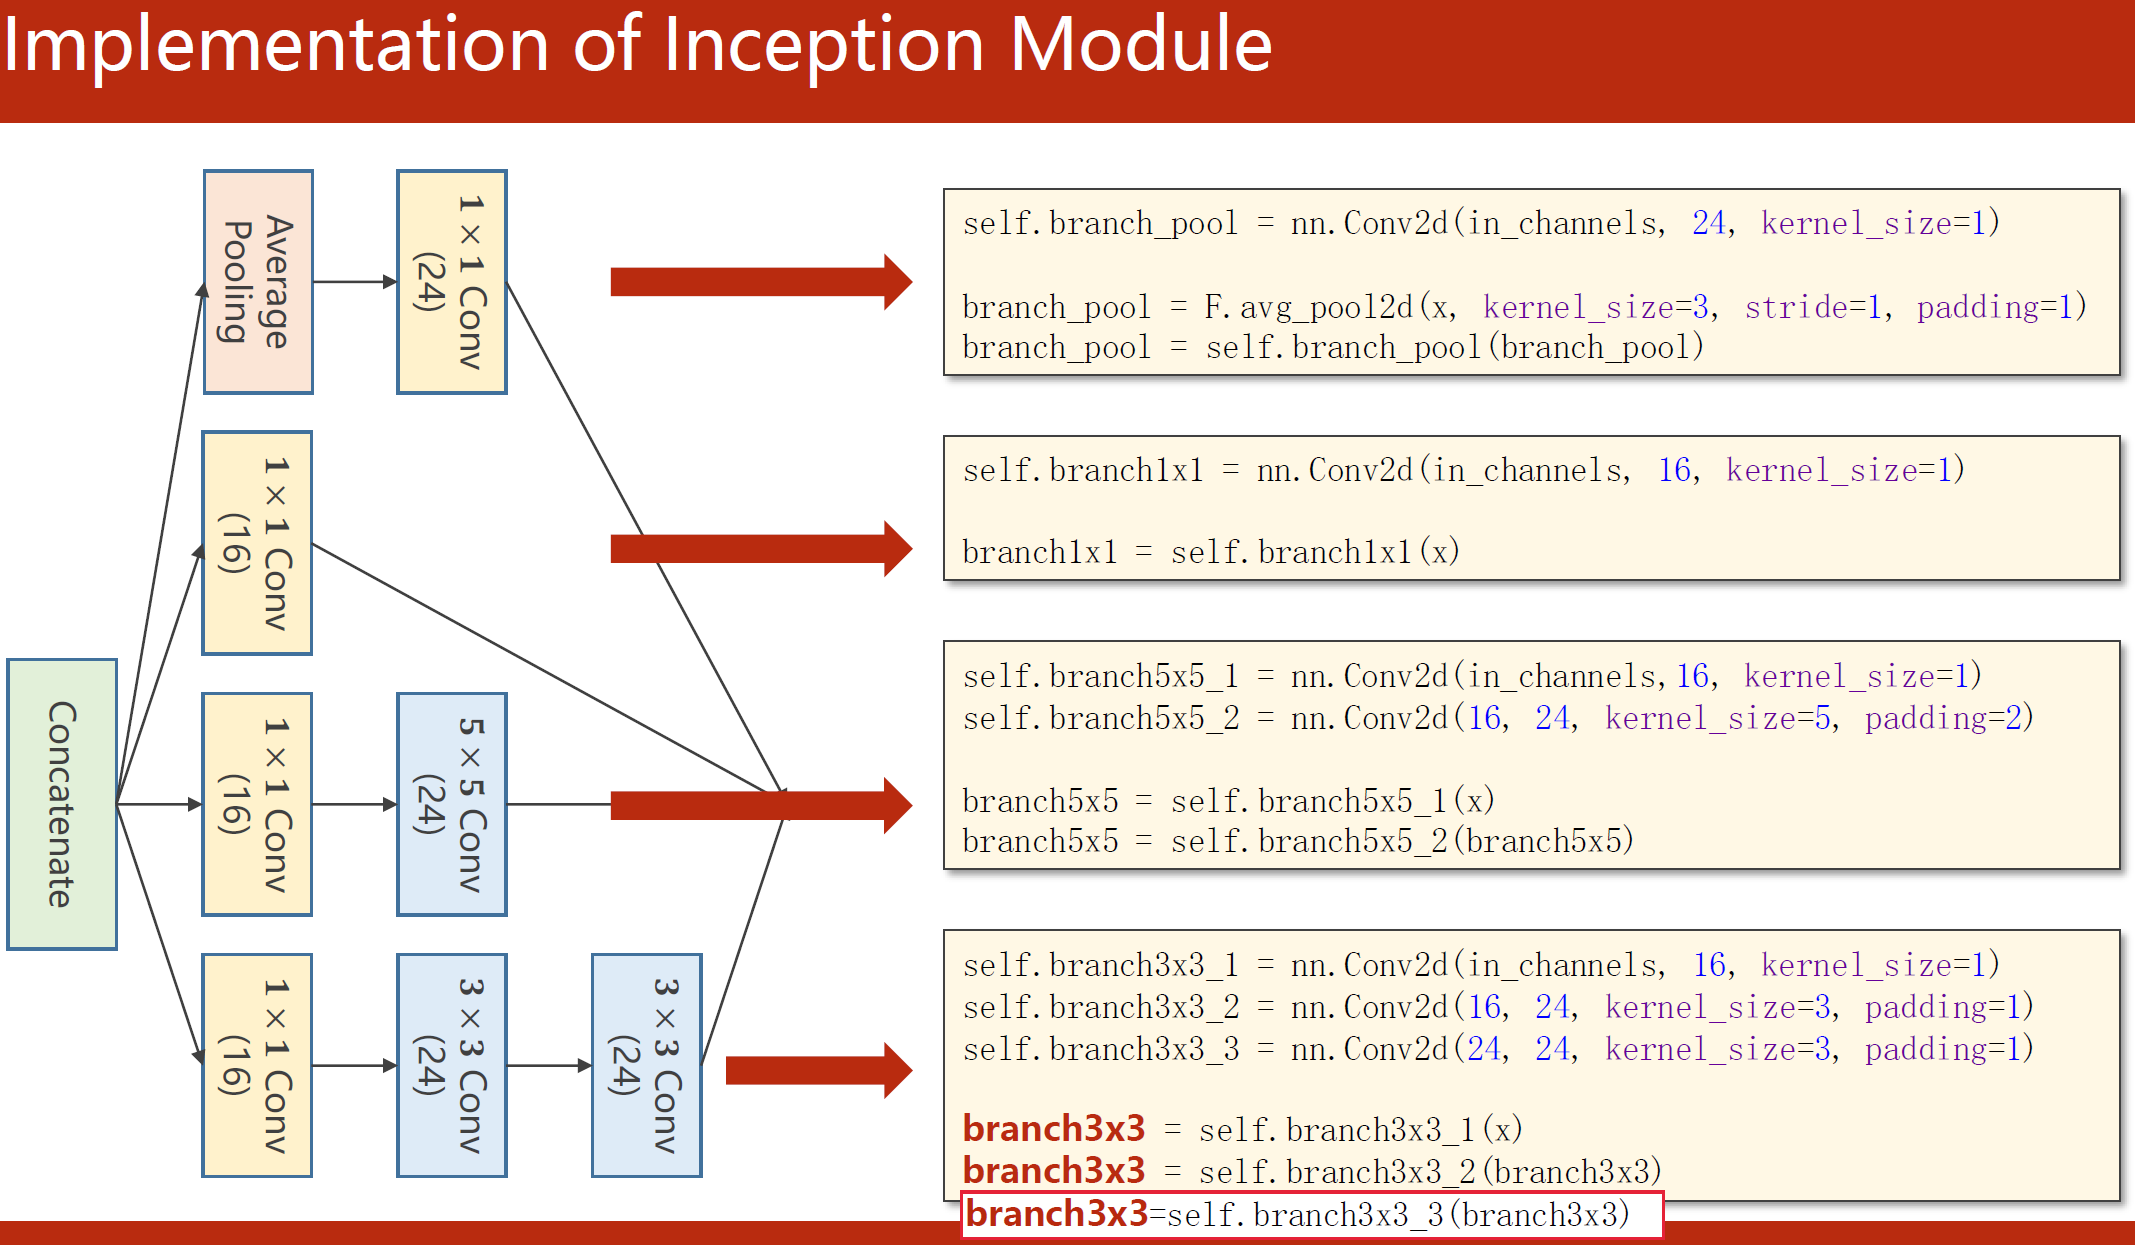 Implementation of Inception Module
Average
Pooling
1×1 Conv
(24)
self.branch_pool = nn.Conv2d(in_channels, 24, kernel_size=1)
branch_pool = F.avg_pool2d(x, kernel_size=3, stride=1, padding=1)
branch_pool = self.branch_pool(branch_pool)
1×1 Conv
(16)
self.branch1x1 = nn.Conv2d(in_channels, 16, kernel_size=1)
branch1x1 = self.branch1x1(x)
Concatenate
1×1 Conv
(16)
5×5 Conv
(24)
self.branch5x5_1 = nn.Conv2d(in_channels,16, kernel_size=1)
self.branch5x5_2 = nn.Conv2d(16, 24, kernel_size=5, padding=2)
branch5x5 = self.branch5x5_1(x)
branch5x5 = self.branch5x5_2(branch5x5)
1×1 Conv
(16)
3×3 Conv
(24)
3×3 Conv
(24)
self.branch3x3_1 = nn.Conv2d(in_channels, 16, kernel_size=1)
self.branch3x3_2 = nn.Conv2d(16, 24, kernel_size=3, padding=1)
self.branch3x3_3 = nn.Conv2d(24, 24, kernel_size=3, padding=1)
branch3x3 = self.branch3x3_1(x)
branch3x3 = self.branch3x3_2(branch3x3)
branch3x3=self.branch3x3_3(branch3x3)